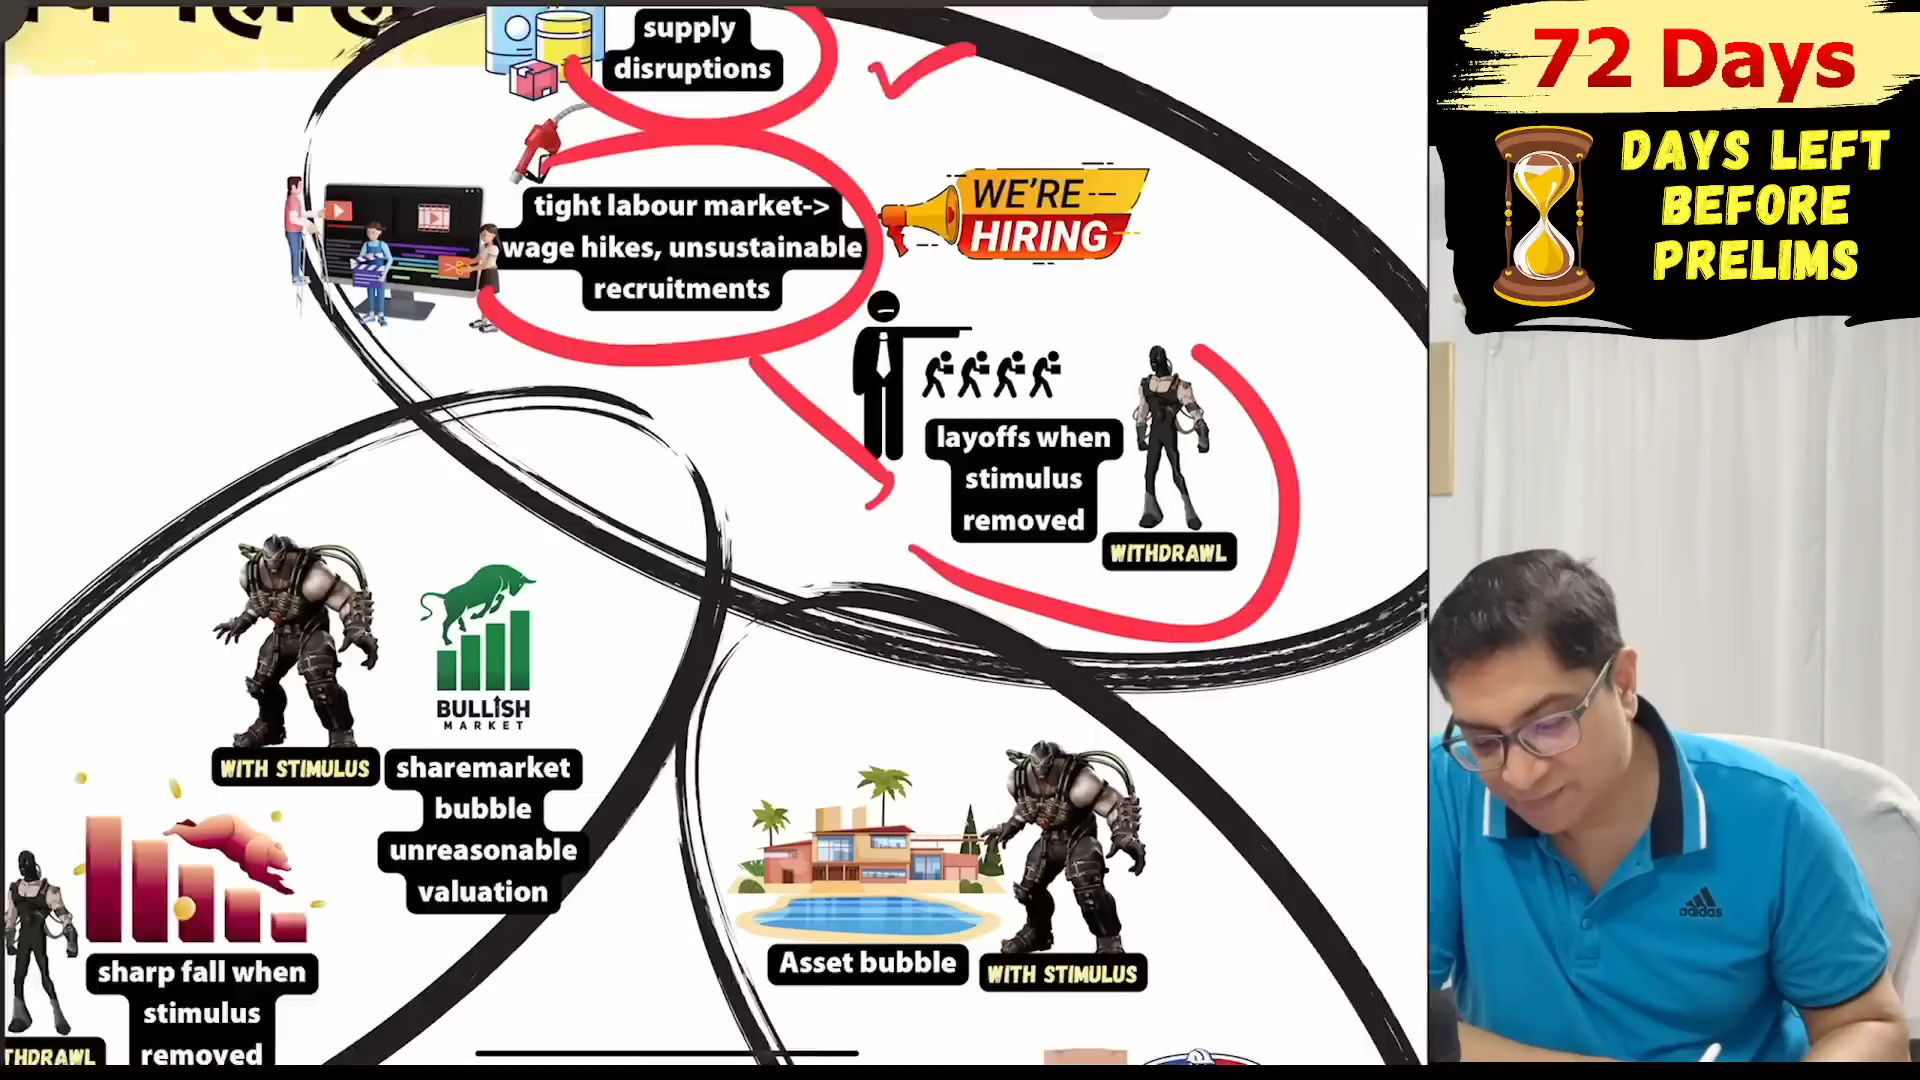 supply
disruptions
tight labour market->
wage hikes, unsustainable
recruitments
WE'RE
HIRING
layoffs when
stimulus
removed
WITHDRAWL
BULLISH
MARKET
WITH STIMULUS
sharemarket
bubble
unreasonable
valuation
sharp fall when
stimulus
removed
THDRAWL
Asset bubble
WITH STIMULUS
72 Days
DAYS LEFT
BEFORE
PRELIMS
adidas